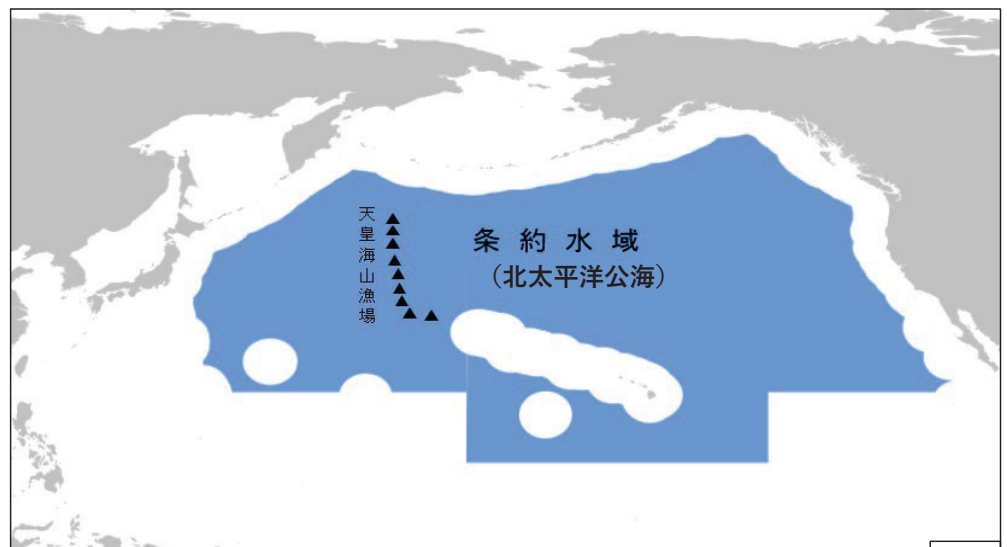 天皇海山漁場
条約水域
（北太平洋公海）